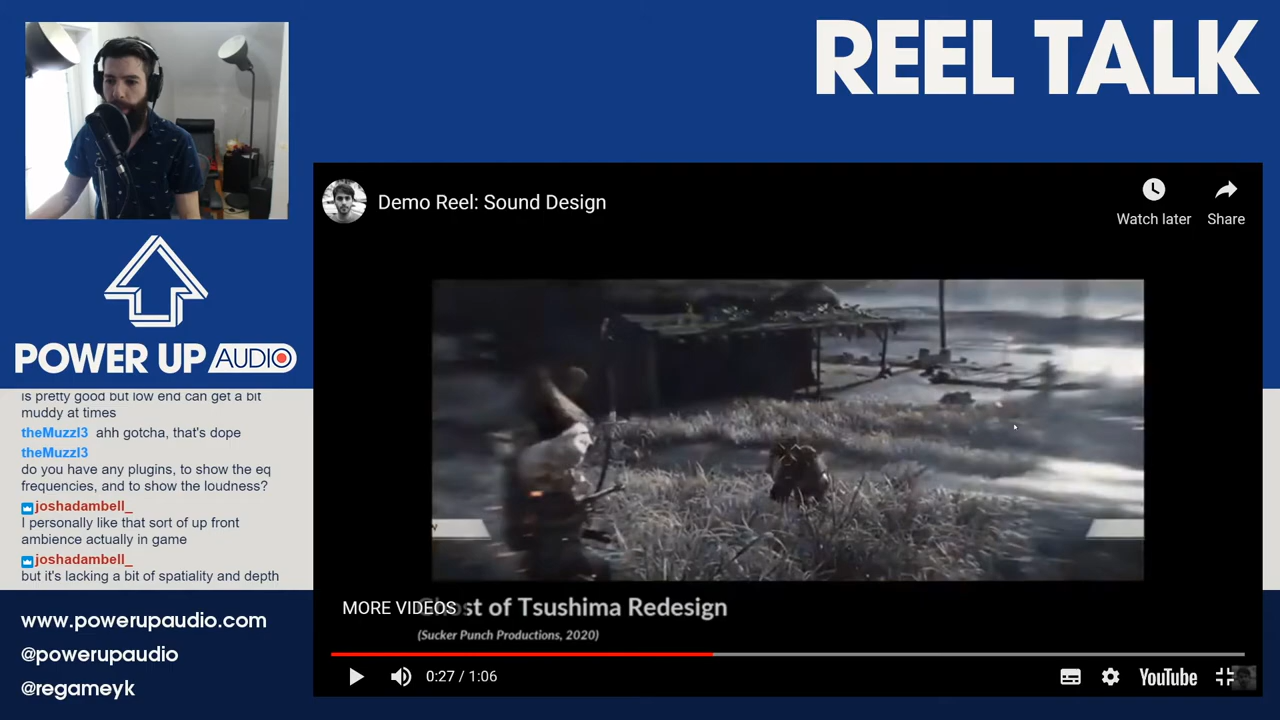 REEL TALK
Demo Reel: Sound Design
Watch later
Share
POWER UP AUDIO
is pretty good but low end can get a bit
muddy at times
theMuzzl3 ahh gotcha, that's dope
theMuzzl3
do you have any plugins, to show the eq
frequencies, and to show the loudness?
joshadambell_
I personally like that sort of up front
ambience actually in game
joshadambell_
but it's lacking a bit of spatiality and depth
www.powerupaudio.com
@powerupaudio
@regameyk
MORE VIDEOS
Ghost of Tsushima Redesign
(Sucker Punch Productions, 2020)
0:27 / 1:06
YouTube